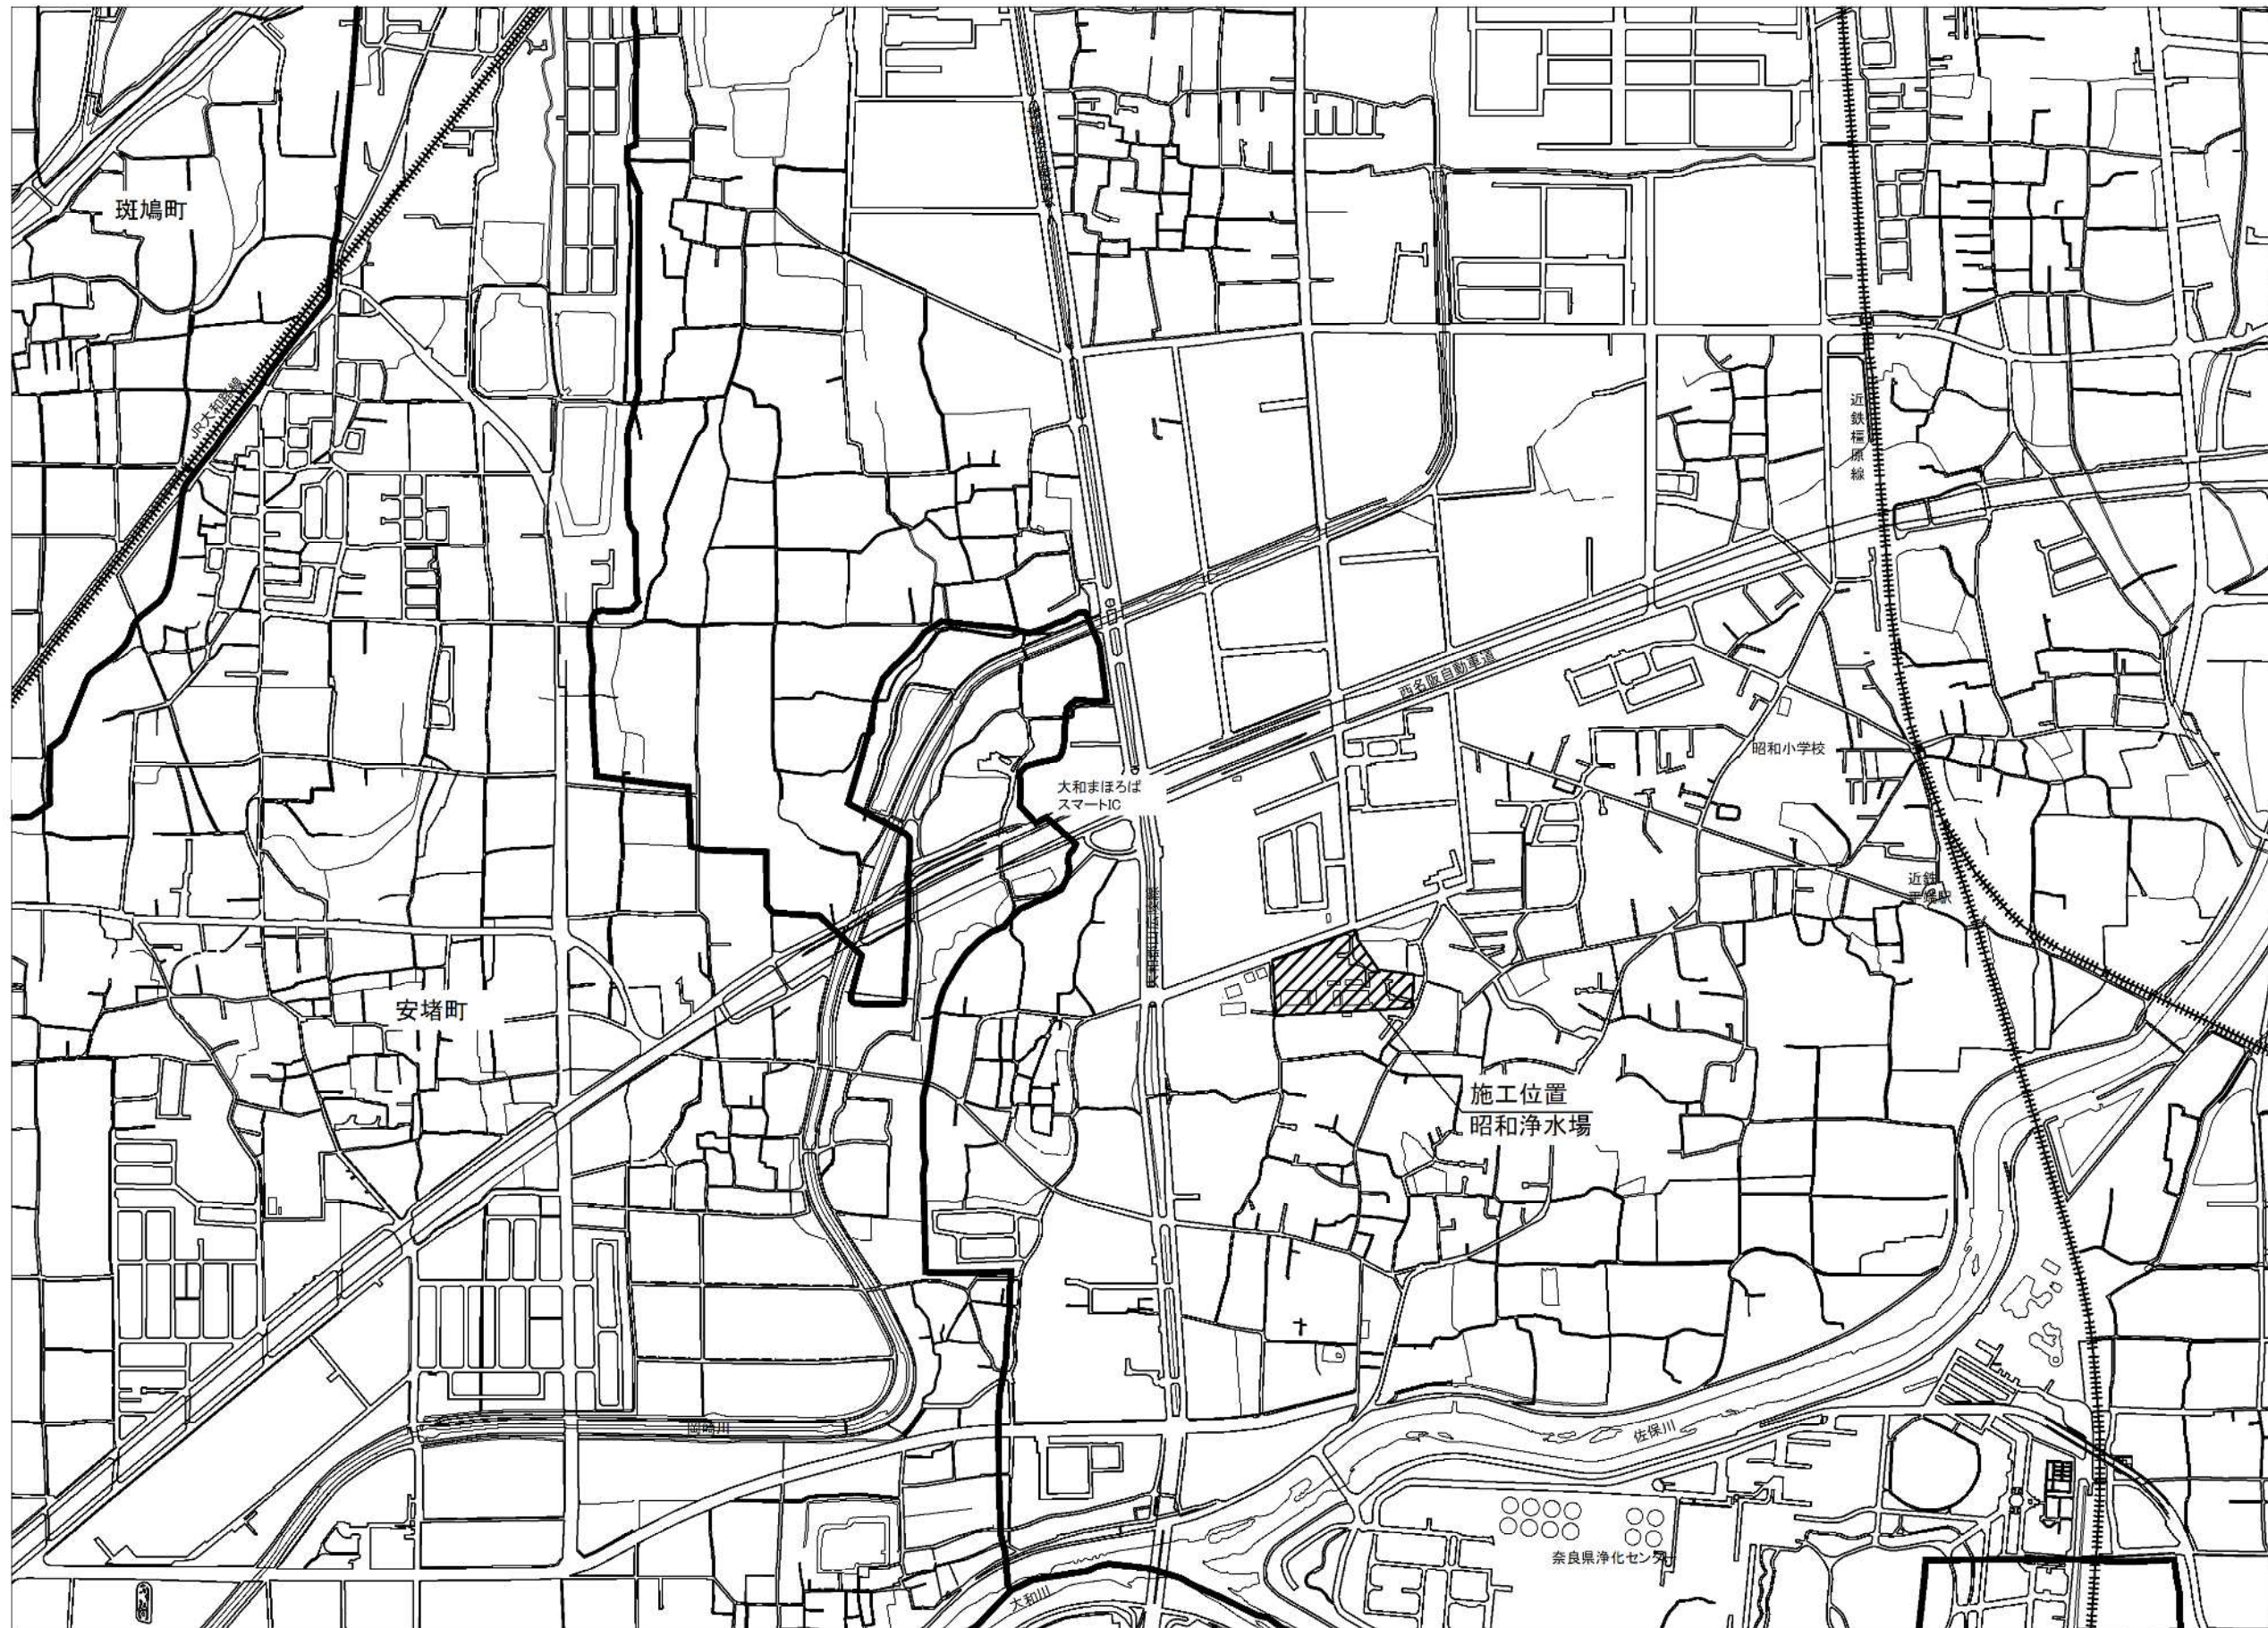 斑鳩町
JR大和路線
近鉄橿原線
西名阪自動車道
昭和小学校
大和まほろば
スマートIC
近鉄
平端駅
安堵町
施工位置
昭和浄水場
岡崎川
佐保川
奈良県浄化センター
大和川